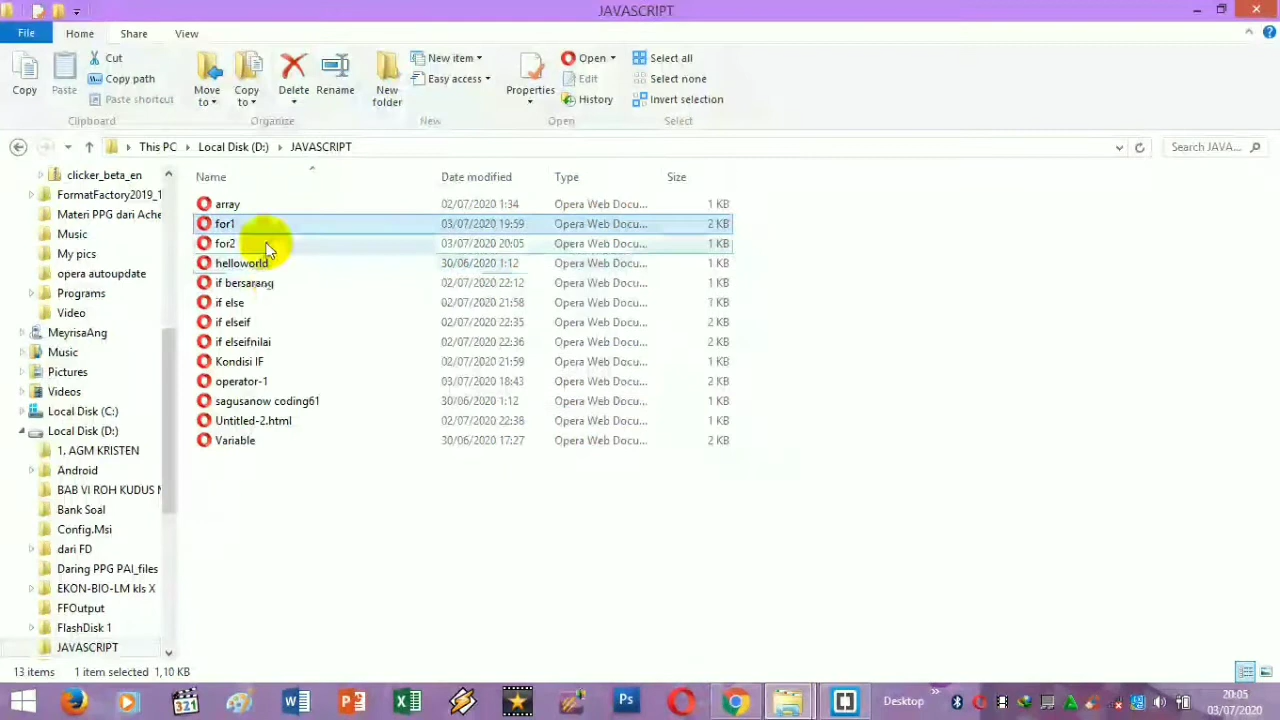 JAVASCRIPT
File Home Share View
Copy Paste Cut Copy path Paste shortcut Clipboard
Move to Copy to Delete Rename Organize
New folder New item Easy access New
Properties Open Edit History Open
Select all Select none Invert selection Select
This PC Local Disk (D:) JAVASCRIPT Search JAVA...
clicker_beta_en
FormatFactory2019_1
Materi PPG dari Ache
Music
My pics
opera autoupdate
Programs
Video
MeyrisaAng
Music
Pictures
Videos
Local Disk (C:)
Local Disk (D:)
1. AGM KRISTEN
Android
BAB VI ROH KUDUS
Bank Soal
Config.Msi
dari FD
Daring PPG PAI_files
EKON-BIO-LM kls X
FFOutput
FlashDisk 1
JAVASCRIPT
Name Date modified Type Size
array 02/07/2020 1:34 Opera Web Docu... 1 KB
for1 03/07/2020 19:59 Opera Web Docu... 2 KB
for2 03/07/2020 20:05 Opera Web Docu... 1 KB
helloworld 30/06/2020 1:12 Opera Web Docu... 1 KB
if bersarang 02/07/2020 22:12 Opera Web Docu... 1 KB
if else 02/07/2020 21:58 Opera Web Docu... 1 KB
if elseif 02/07/2020 22:35 Opera Web Docu... 2 KB
if elseifnilai 02/07/2020 22:36 Opera Web Docu... 1 KB
Kondisi IF 02/07/2020 21:59 Opera Web Docu... 1 KB
operator-1 03/07/2020 18:43 Opera Web Docu... 2 KB
sagusanow coding61 30/06/2020 1:12 Opera Web Docu... 1 KB
Untitled-2.html 02/07/2020 22:38 Opera Web Docu... 1 KB
Variable 30/06/2020 17:27 Opera Web Docu... 2 KB
13 items 1 item selected 1,10 KB
321 Ps Desktop 20:05
03/07/2020